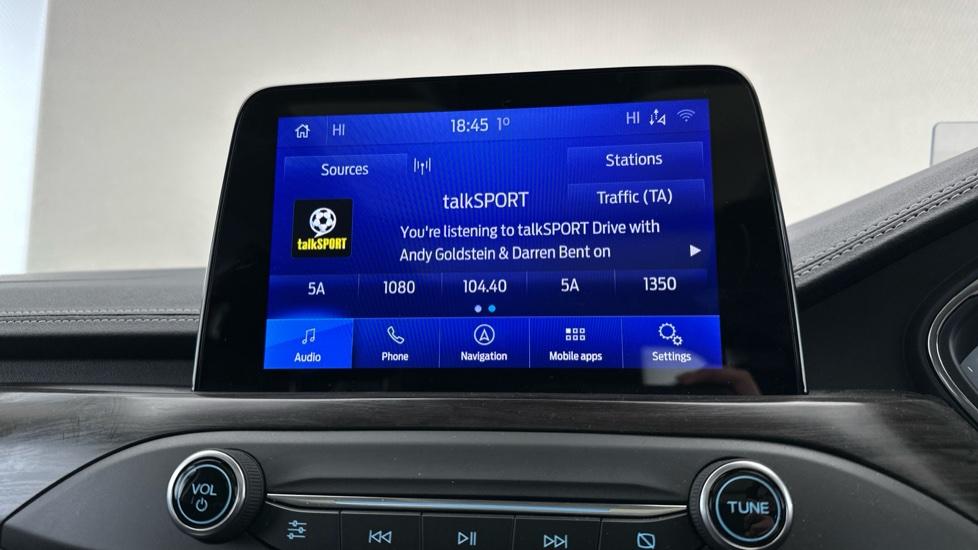 HI 18:45 1° HI
Sources Stations
talkSPORT Traffic (TA)
talkSPORT
You're listening to talkSPORT Drive with
Andy Goldstein & Darren Bent on
5A 1080 104.40 5A 1350
Audio Phone Navigation Mobile apps Settings
VOL TUNE